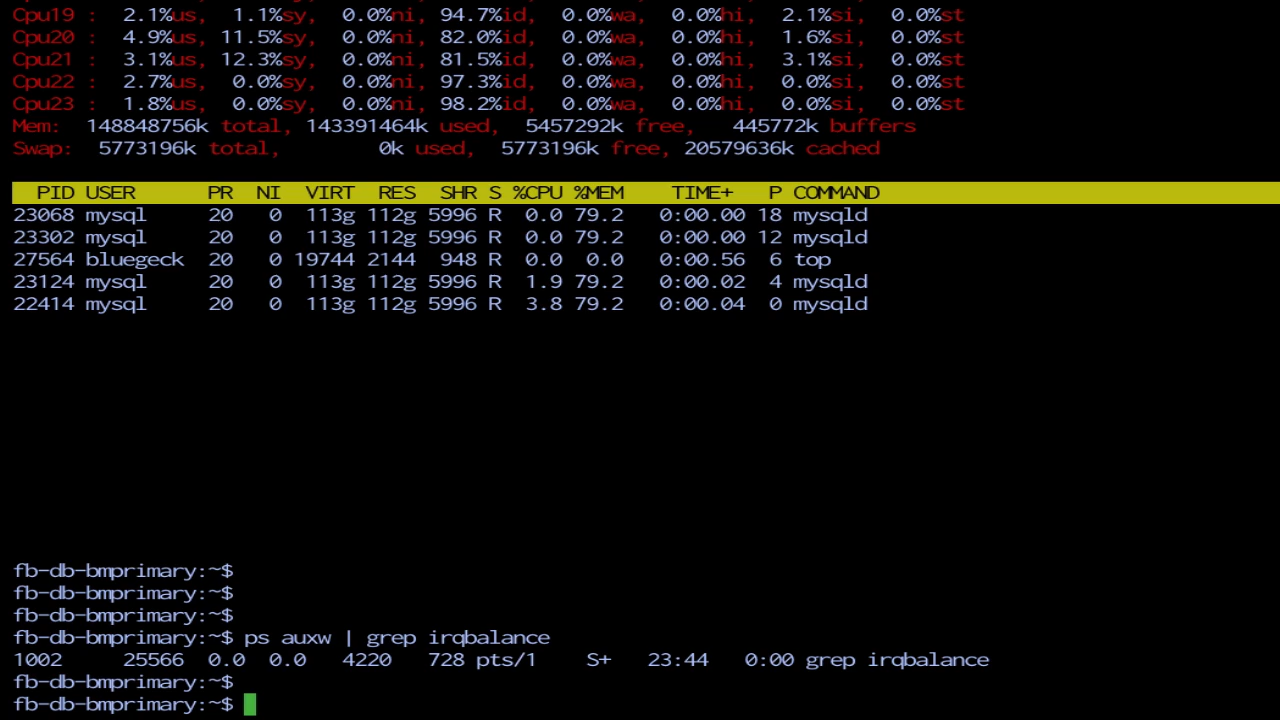 Cpu19 : 2.1%us, 1.1%sy, 0.0%ni, 94.7%id, 0.0%wa, 0.0%hi, 2.1%si, 0.0%st
Cpu20 : 4.9%us, 11.5%sy, 0.0%ni, 82.0%id, 0.0%wa, 0.0%hi, 1.6%si, 0.0%st
Cpu21 : 3.1%us, 12.3%sy, 0.0%ni, 81.5%id, 0.0%wa, 0.0%hi, 3.1%si, 0.0%st
Cpu22 : 2.7%us, 0.0%sy, 0.0%ni, 97.3%id, 0.0%wa, 0.0%hi, 0.0%si, 0.0%st
Cpu23 : 1.8%us, 0.0%sy, 0.0%ni, 98.2%id, 0.0%wa, 0.0%hi, 0.0%si, 0.0%st
Mem: 148848756k total, 143391464k used, 5457292k free, 445772k buffers
Swap: 5773196k total, 0k used, 5773196k free, 20579636k cached
PID USER PR NI VIRT RES SHR S %CPU %MEM TIME+ P COMMAND
23068 mysql 20 0 113g 112g 5996 R 0.0 79.2 0:00.00 18 mysqld
23302 mysql 20 0 113g 112g 5996 R 0.0 79.2 0:00.00 12 mysqld
27564 bluegeck 20 0 19744 2144 948 R 0.0 0.0 0:00.56 6 top
23124 mysql 20 0 113g 112g 5996 R 1.9 79.2 0:00.02 4 mysqld
22414 mysql 20 0 113g 112g 5996 R 3.8 79.2 0:00.04 0 mysqld
fb-db-bmprimary:~$
fb-db-bmprimary:~$
fb-db-bmprimary:~$
fb-db-bmprimary:~$ ps auxw | grep irqbalance
1002 25566 0.0 0.0 4220 728 pts/1 S+ 23:44 0:00 grep irqbalance
fb-db-bmprimary:~$
fb-db-bmprimary:~$